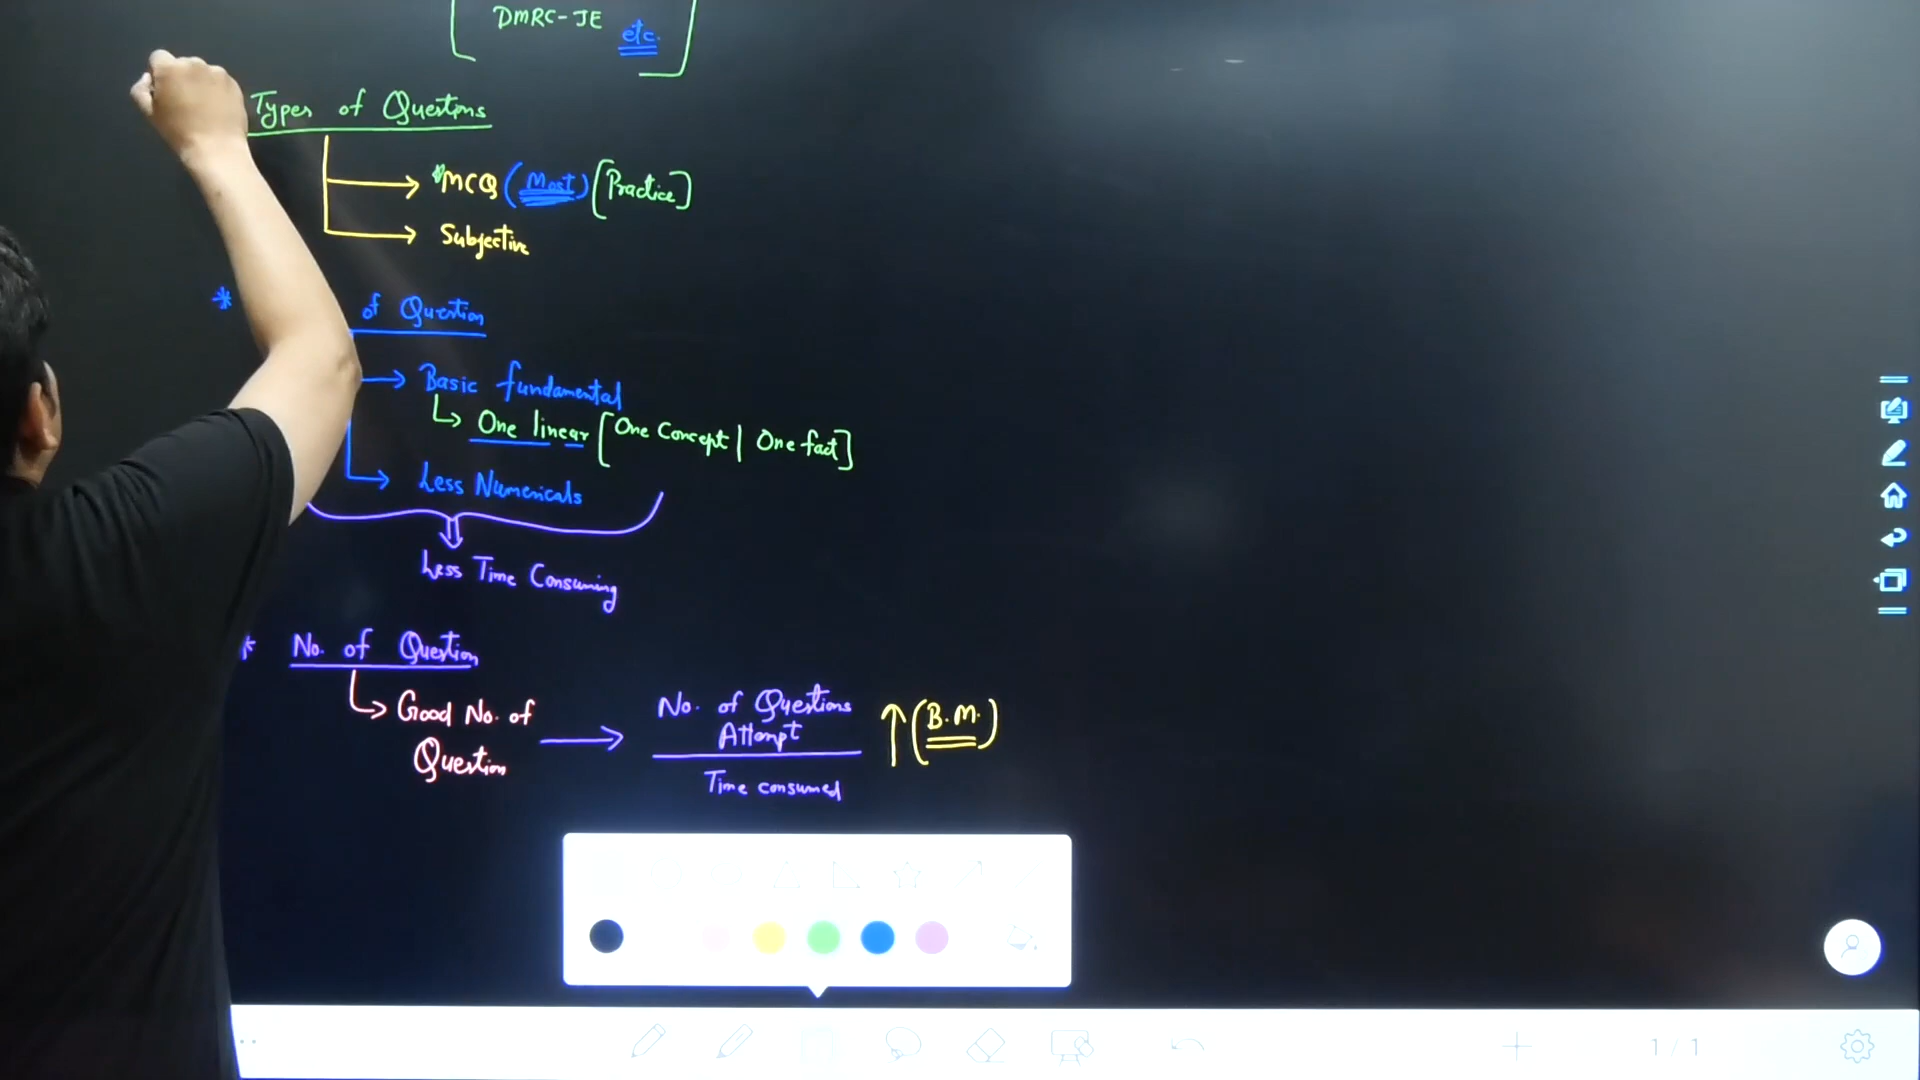 DMRC-JE etc.
Types of Questions
MCQ (Most) [Practice]
Subjective
* of Question
Basic fundamental
One linear [One Concept | One fact]
Less Numericals
Less Time Consuming
* No. of Question
Good No. of
Question
No. of Questions
Attempt
Time consumed
(B.M.)
1 / 1